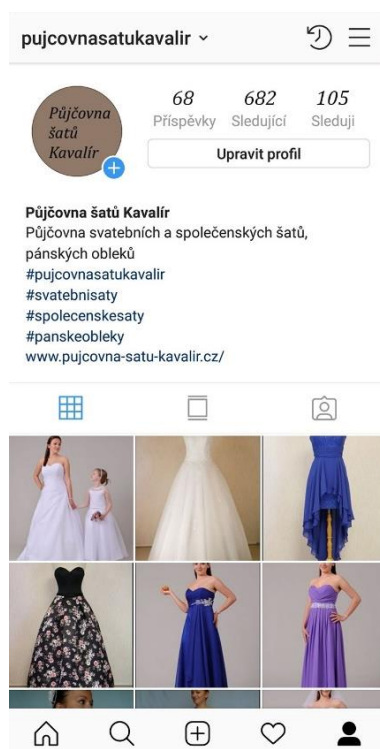 pujcovnasatukavalir
Půjčovna
šatů
Kavalír
68 682 105
Příspěvky Sledující Sleduji
Upravit profil
Půjčovna šatů Kavalír
Půjčovna svatebních a společenských šatů,
pánských obleků
#pujcovnasatukavalir
#svatebnisaty
#spolecenskesaty
#panskeobleky
www.pujcovna-satu-kavalir.cz/